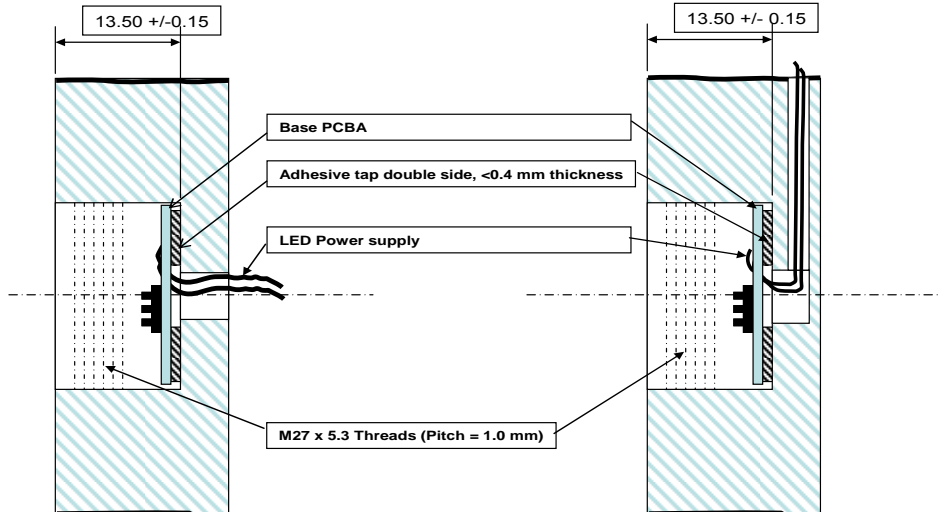 13.50 +/-0.15
13.50 +/- 0.15
Base PCBA
Adhesive tap double side, <0.4 mm thickness
LED Power supply
M27 x 5.3 Threads (Pitch = 1.0 mm)